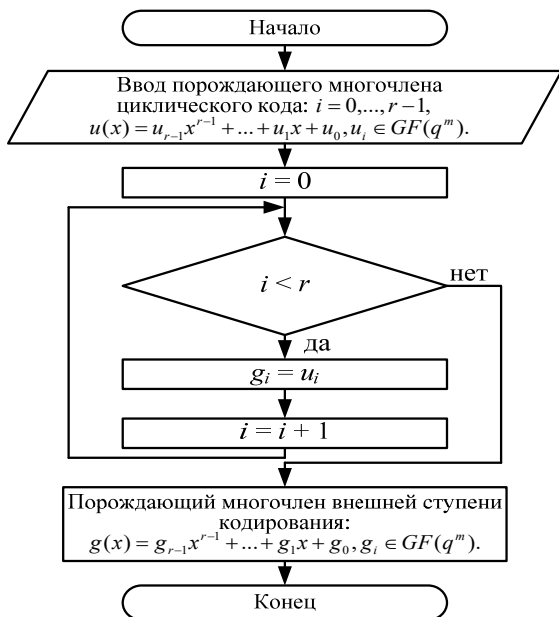 Начало
Ввод порождающего многочлена
циклического кода: i = 0,...,r − 1,
u(x) = u_{r−1}x^{r−1} + ... + u_1x + u_0, u_i ∈ GF(q^m).
i = 0
i < r
нет
да
g_i = u_i
i = i + 1
Порождающий многочлен внешней ступени
кодирования:
g(x) = g_{r−1}x^{r−1} + ... + g_1x + g_0, g_i ∈ GF(q^m).
Конец